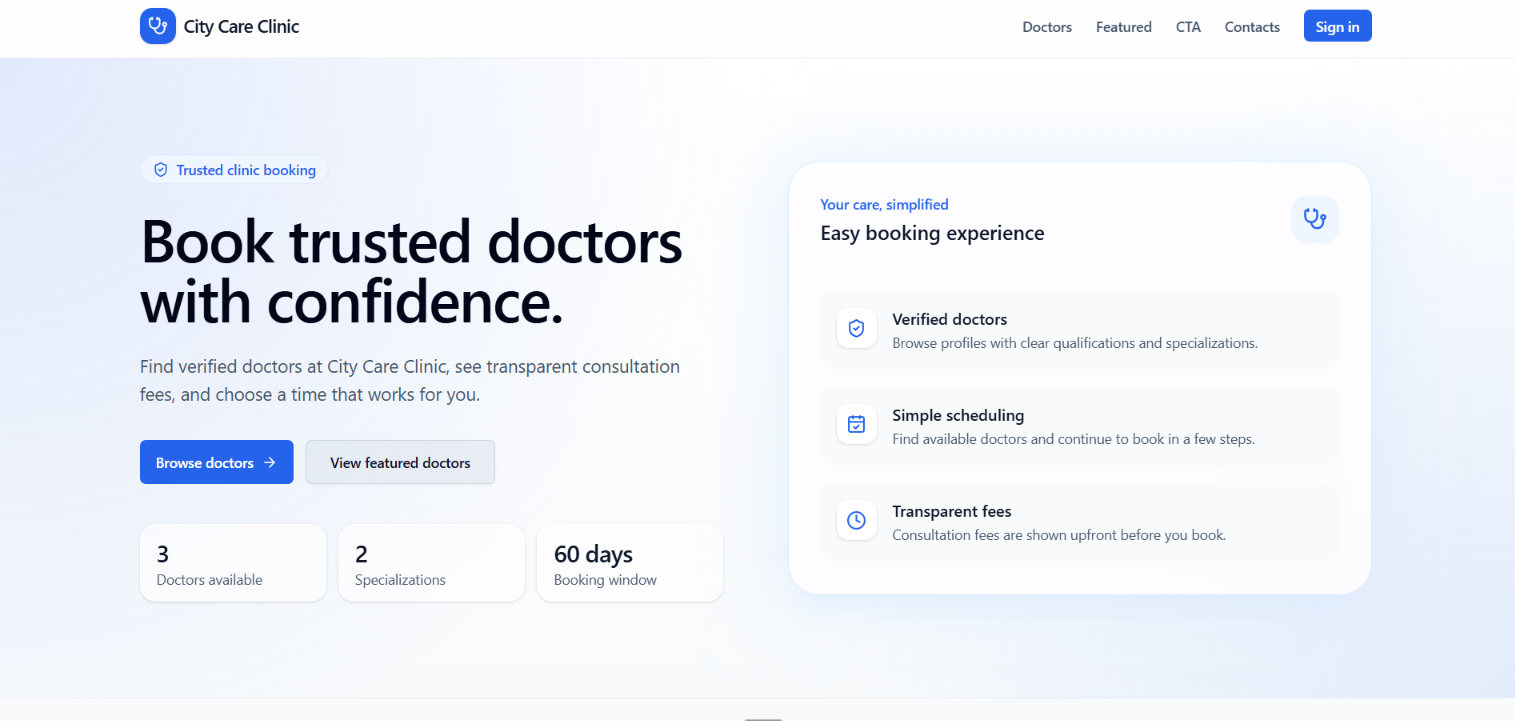 City Care Clinic
Doctors
Featured
CTA
Contacts
Sign in
Trusted clinic booking
Book trusted doctors
with confidence.
Find verified doctors at City Care Clinic, see transparent consultation
fees, and choose a time that works for you.
Browse doctors
View featured doctors
3
Doctors available
2
Specializations
60 days
Booking window
Your care, simplified
Easy booking experience
Verified doctors
Browse profiles with clear qualifications and specializations.
Simple scheduling
Find available doctors and continue to book in a few steps.
Transparent fees
Consultation fees are shown upfront before you book.